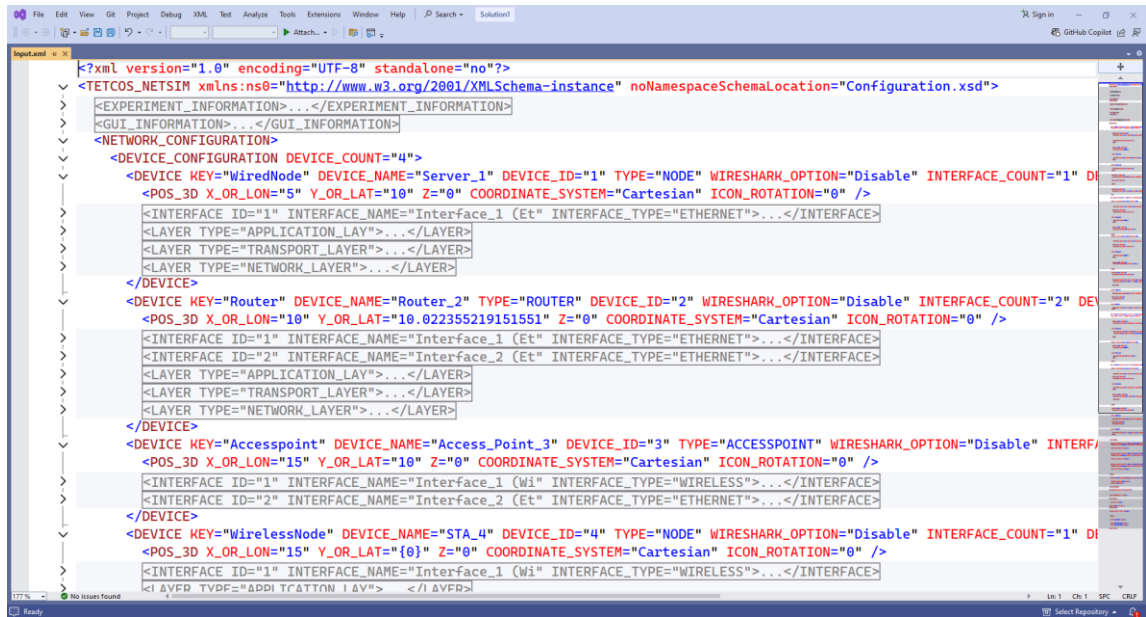 File Edit View Git Project Debug XML Test Analyze Tools Extensions Window Help Search Solution1 Sign in
Attach... GitHub Copilot
Input.xml
<?xml version="1.0" encoding="UTF-8" standalone="no"?>
<TETCOS_NETSIM xmlns:ns0="http://www.w3.org/2001/XMLSchema-instance" noNamespaceSchemaLocation="Configuration.xsd">
<EXPERIMENT_INFORMATION>...</EXPERIMENT_INFORMATION>
<GUI_INFORMATION>...</GUI_INFORMATION>
<NETWORK_CONFIGURATION>
<DEVICE_CONFIGURATION DEVICE_COUNT="4">
<DEVICE KEY="WiredNode" DEVICE_NAME="Server_1" DEVICE_ID="1" TYPE="NODE" WIRESHARK_OPTION="Disable" INTERFACE_COUNT="1" DE
<POS_3D X_OR_LON="5" Y_OR_LAT="10" Z="0" COORDINATE_SYSTEM="Cartesian" ICON_ROTATION="0" />
<INTERFACE ID="1" INTERFACE_NAME="Interface_1 (Et" INTERFACE_TYPE="ETHERNET">...</INTERFACE>
<LAYER TYPE="APPLICATION_LAY">...</LAYER>
<LAYER TYPE="TRANSPORT_LAYER">...</LAYER>
<LAYER TYPE="NETWORK_LAYER">...</LAYER>
</DEVICE>
<DEVICE KEY="Router" DEVICE_NAME="Router_2" TYPE="ROUTER" DEVICE_ID="2" WIRESHARK_OPTION="Disable" INTERFACE_COUNT="2" DEV
<POS_3D X_OR_LON="10" Y_OR_LAT="10.022355219151551" Z="0" COORDINATE_SYSTEM="Cartesian" ICON_ROTATION="0" />
<INTERFACE ID="1" INTERFACE_NAME="Interface_1 (Et" INTERFACE_TYPE="ETHERNET">...</INTERFACE>
<INTERFACE ID="2" INTERFACE_NAME="Interface_2 (Et" INTERFACE_TYPE="ETHERNET">...</INTERFACE>
<LAYER TYPE="APPLICATION_LAY">...</LAYER>
<LAYER TYPE="TRANSPORT_LAYER">...</LAYER>
<LAYER TYPE="NETWORK_LAYER">...</LAYER>
</DEVICE>
<DEVICE KEY="Accesspoint" DEVICE_NAME="Access_Point_3" DEVICE_ID="3" TYPE="ACCESSPOINT" WIRESHARK_OPTION="Disable" INTERFA
<POS_3D X_OR_LON="15" Y_OR_LAT="10" Z="0" COORDINATE_SYSTEM="Cartesian" ICON_ROTATION="0" />
<INTERFACE ID="1" INTERFACE_NAME="Interface_1 (Wi" INTERFACE_TYPE="WIRELESS">...</INTERFACE>
<INTERFACE ID="2" INTERFACE_NAME="Interface_2 (Et" INTERFACE_TYPE="ETHERNET">...</INTERFACE>
</DEVICE>
<DEVICE KEY="WirelessNode" DEVICE_NAME="STA_4" DEVICE_ID="4" TYPE="NODE" WIRESHARK_OPTION="Disable" INTERFACE_COUNT="1" DE
<POS_3D X_OR_LON="15" Y_OR_LAT="{0}" Z="0" COORDINATE_SYSTEM="Cartesian" ICON_ROTATION="0" />
<INTERFACE ID="1" INTERFACE_NAME="Interface_1 (Wi" INTERFACE_TYPE="WIRELESS">...</INTERFACE>
<LAYER TYPE="APPLICATION_LAY">...</LAYER>
177 % No issues found Ln: 1 Ch: 1 SPC CRLF
Ready Select Repository